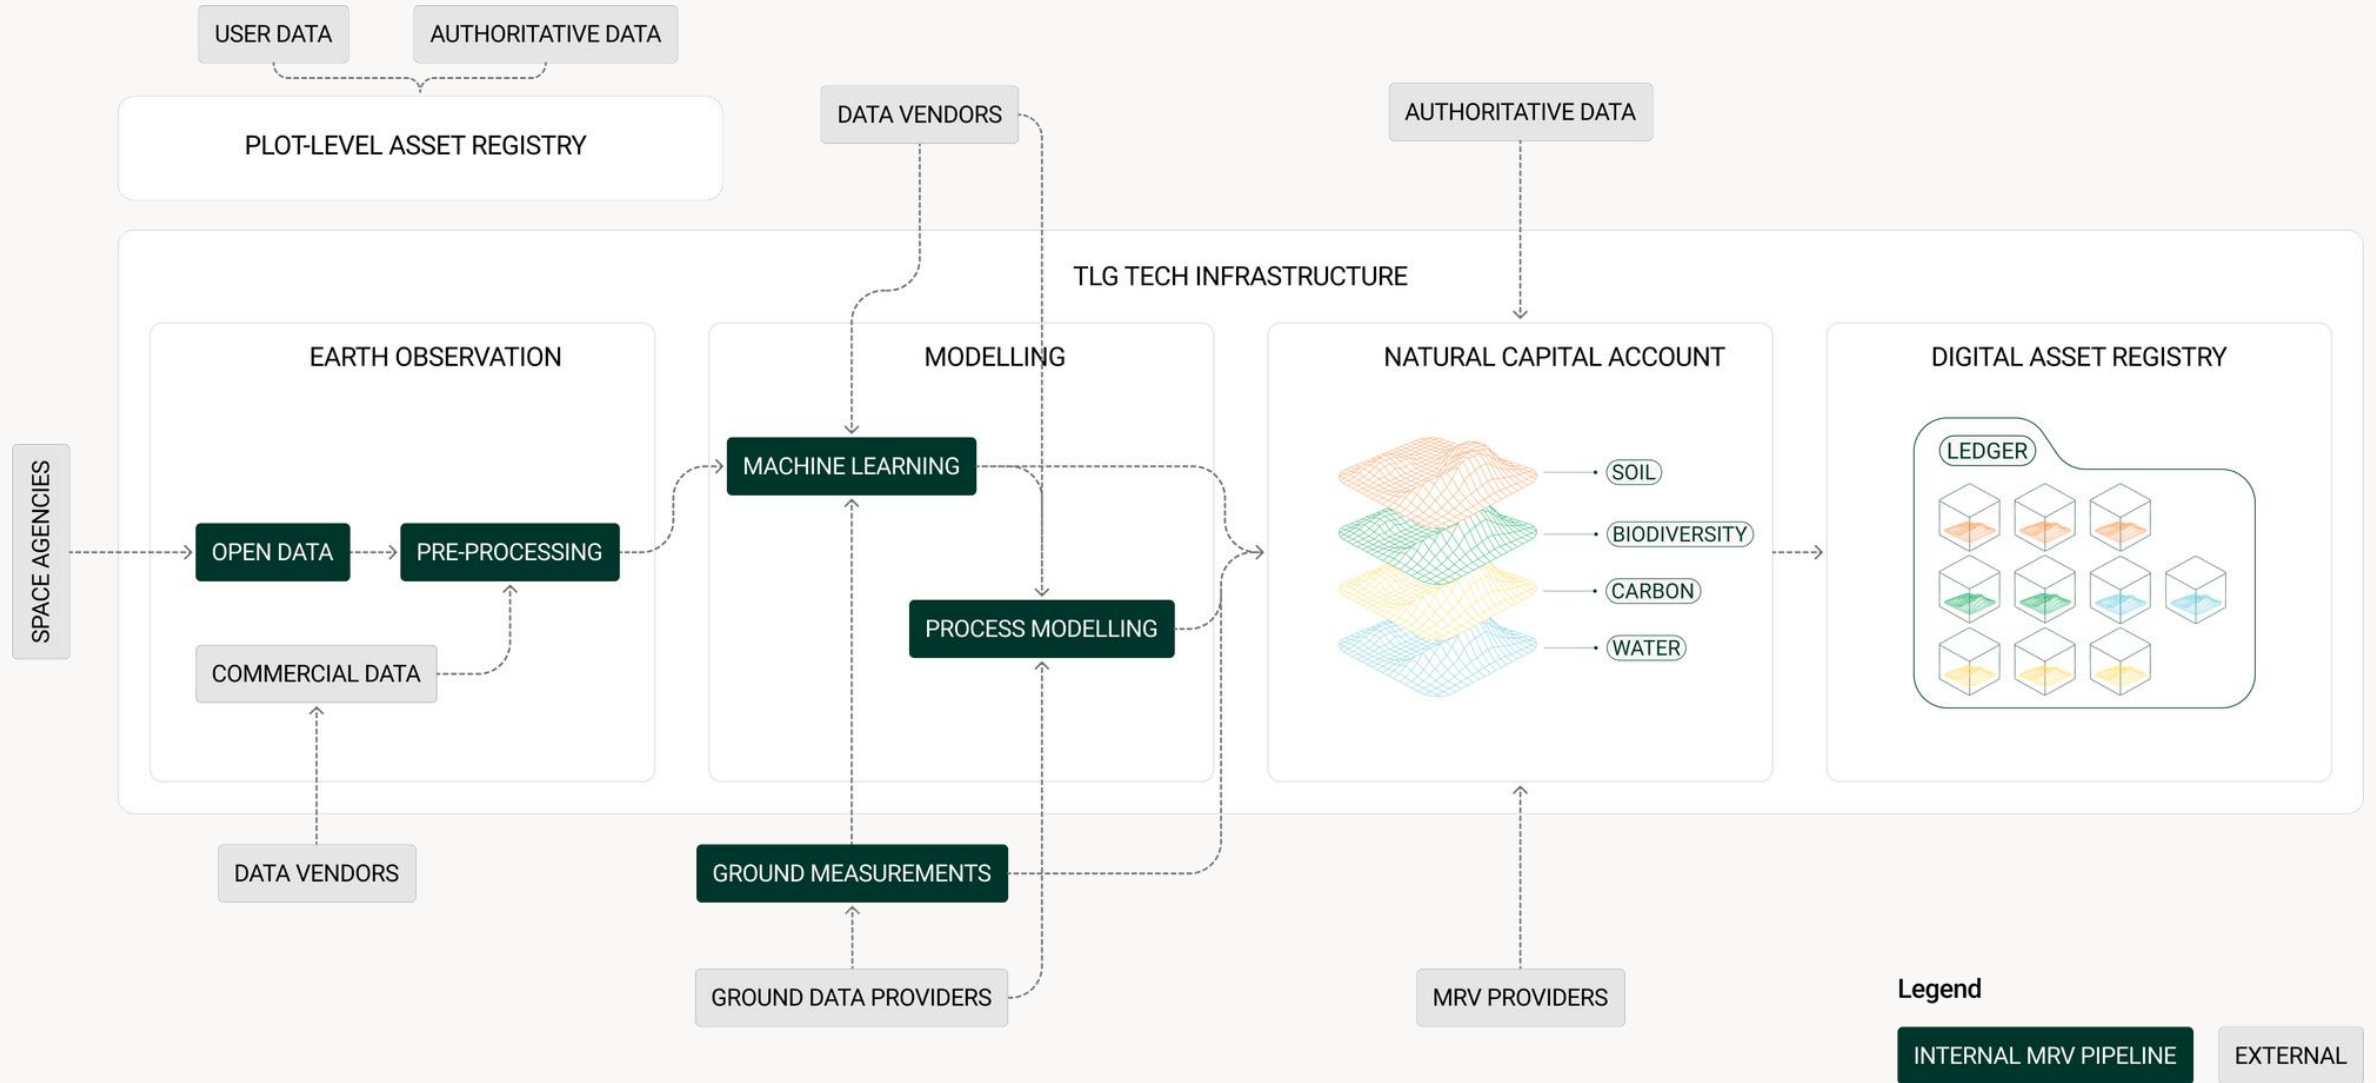 USER DATA
AUTHORITATIVE DATA
PLOT-LEVEL ASSET REGISTRY
DATA VENDORS
AUTHORITATIVE DATA
TLG TECH INFRASTRUCTURE
EARTH OBSERVATION
MODELLING
NATURAL CAPITAL ACCOUNT
DIGITAL ASSET REGISTRY
SPACE AGENCIES
OPEN DATA
PRE-PROCESSING
COMMERCIAL DATA
MACHINE LEARNING
PROCESS MODELLING
SOIL
BIODIVERSITY
CARBON
WATER
LEDGER
DATA VENDORS
GROUND MEASUREMENTS
GROUND DATA PROVIDERS
MRV PROVIDERS
Legend
INTERNAL MRV PIPELINE
EXTERNAL